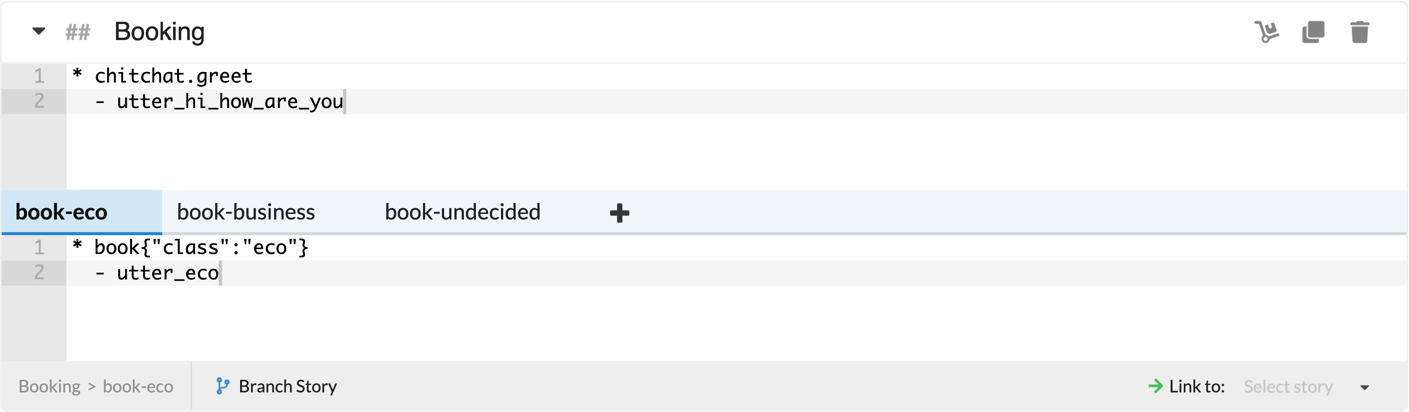 ## Booking
1 * chitchat.greet
2 - utter_hi_how_are_you
book-eco book-business book-undecided
1 * book{"class":"eco"}
2 - utter_eco
Booking > book-eco Branch Story Link to: Select story